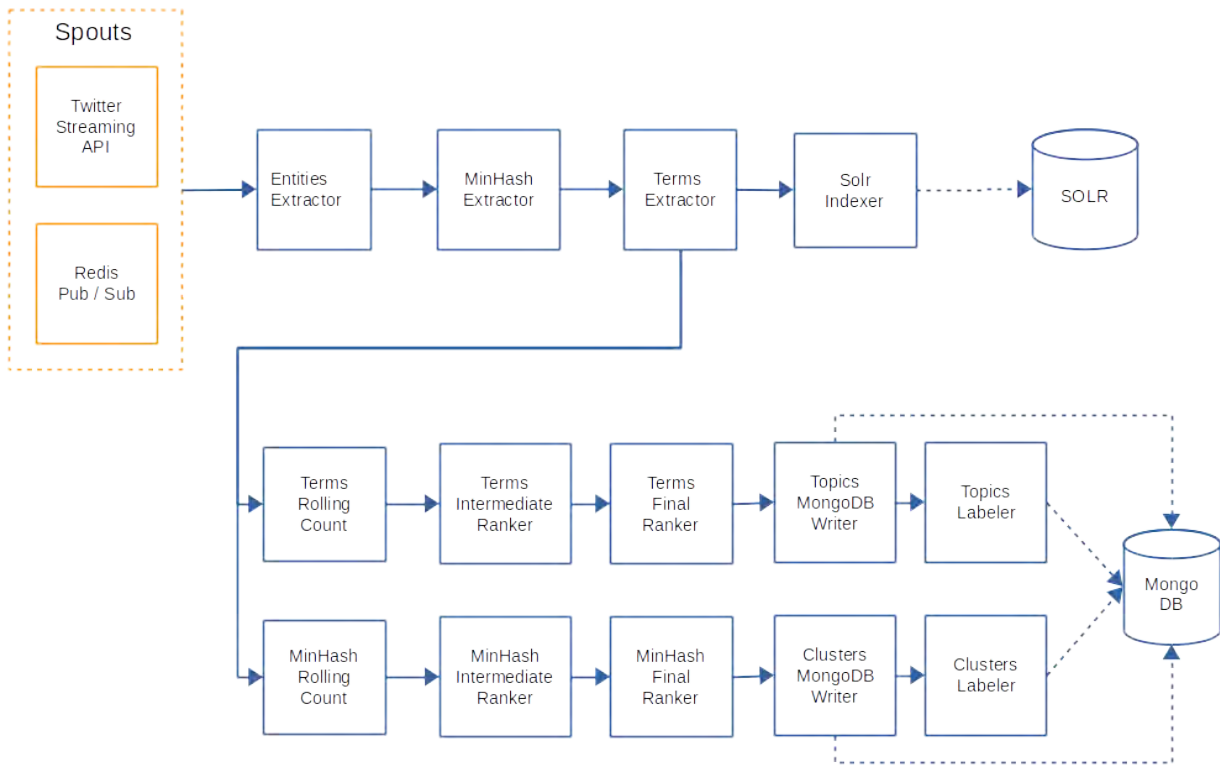 Spouts
Twitter
Streaming
API
Redis
Pub / Sub
Entities
Extractor
MinHash
Extractor
Terms
Extractor
Solr
Indexer
SOLR
Terms
Rolling
Count
Terms
Intermediate
Ranker
Terms
Final
Ranker
Topics
MongoDB
Writer
Topics
Labeler
Mongo
DB
MinHash
Rolling
Count
MinHash
Intermediate
Ranker
MinHash
Final
Ranker
Clusters
MongoDB
Writer
Clusters
Labeler